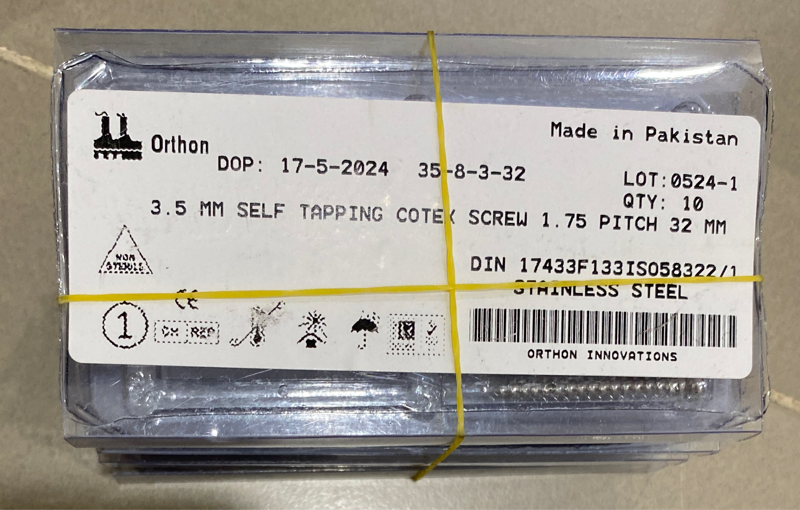 Orthon
Made in Pakistan
DOP: 17-5-2024 35-8-3-32
LOT:0524-1
QTY: 10
3.5 MM SELF TAPPING COTEX SCREW 1.75 PITCH 32 MM
NON
STERILE
DIN 17433F133ISO58322/1
STAINLESS STEEL
CE
1
CH REP
ORTHON INNOVATIONS